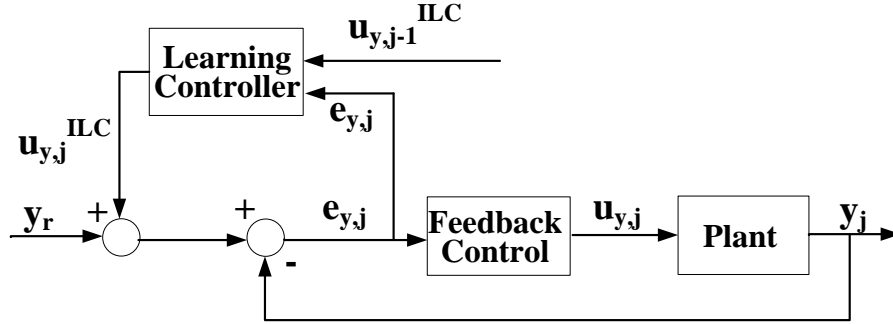 u_{y,j-1}^{ILC}
Learning
Controller
e_{y,j}
u_{y,j}^{ILC}
y_r
+
+
e_{y,j}
-
Feedback
Control
u_{y,j}
Plant
y_j